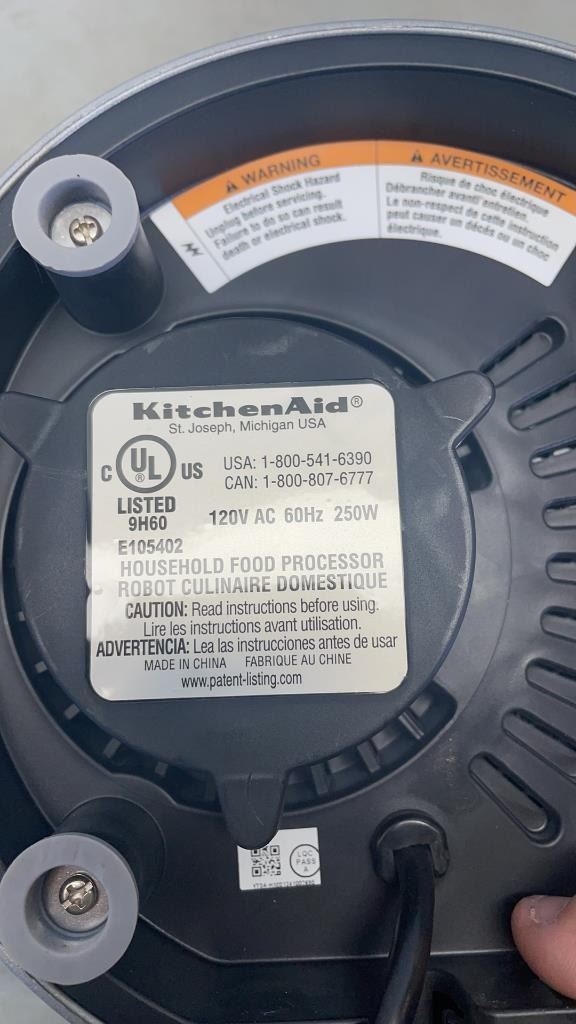 WARNING
Electrical Shock Hazard
Unplug before servicing.
Failure to do so can result
death or electrical shock.
AVERTISSEMENT
Risque de choc électrique
Débrancher avant entretien.
Le non-respect de cette instruction
peut causer un décés ou un choc
électrique.
KitchenAid®
St. Joseph, Michigan USA
C UL® US
LISTED
9H60
USA: 1-800-541-6390
CAN: 1-800-807-6777
120V AC 60Hz 250W
E105402
HOUSEHOLD FOOD PROCESSOR
ROBOT CULINAIRE DOMESTIQUE
CAUTION: Read instructions before using.
Lire les instructions avant utilisation.
ADVERTENCIA: Lea las instrucciones antes de usar
MADE IN CHINA FABRIQUE AU CHINE
www.patent-listing.com
LQC
PASS
A